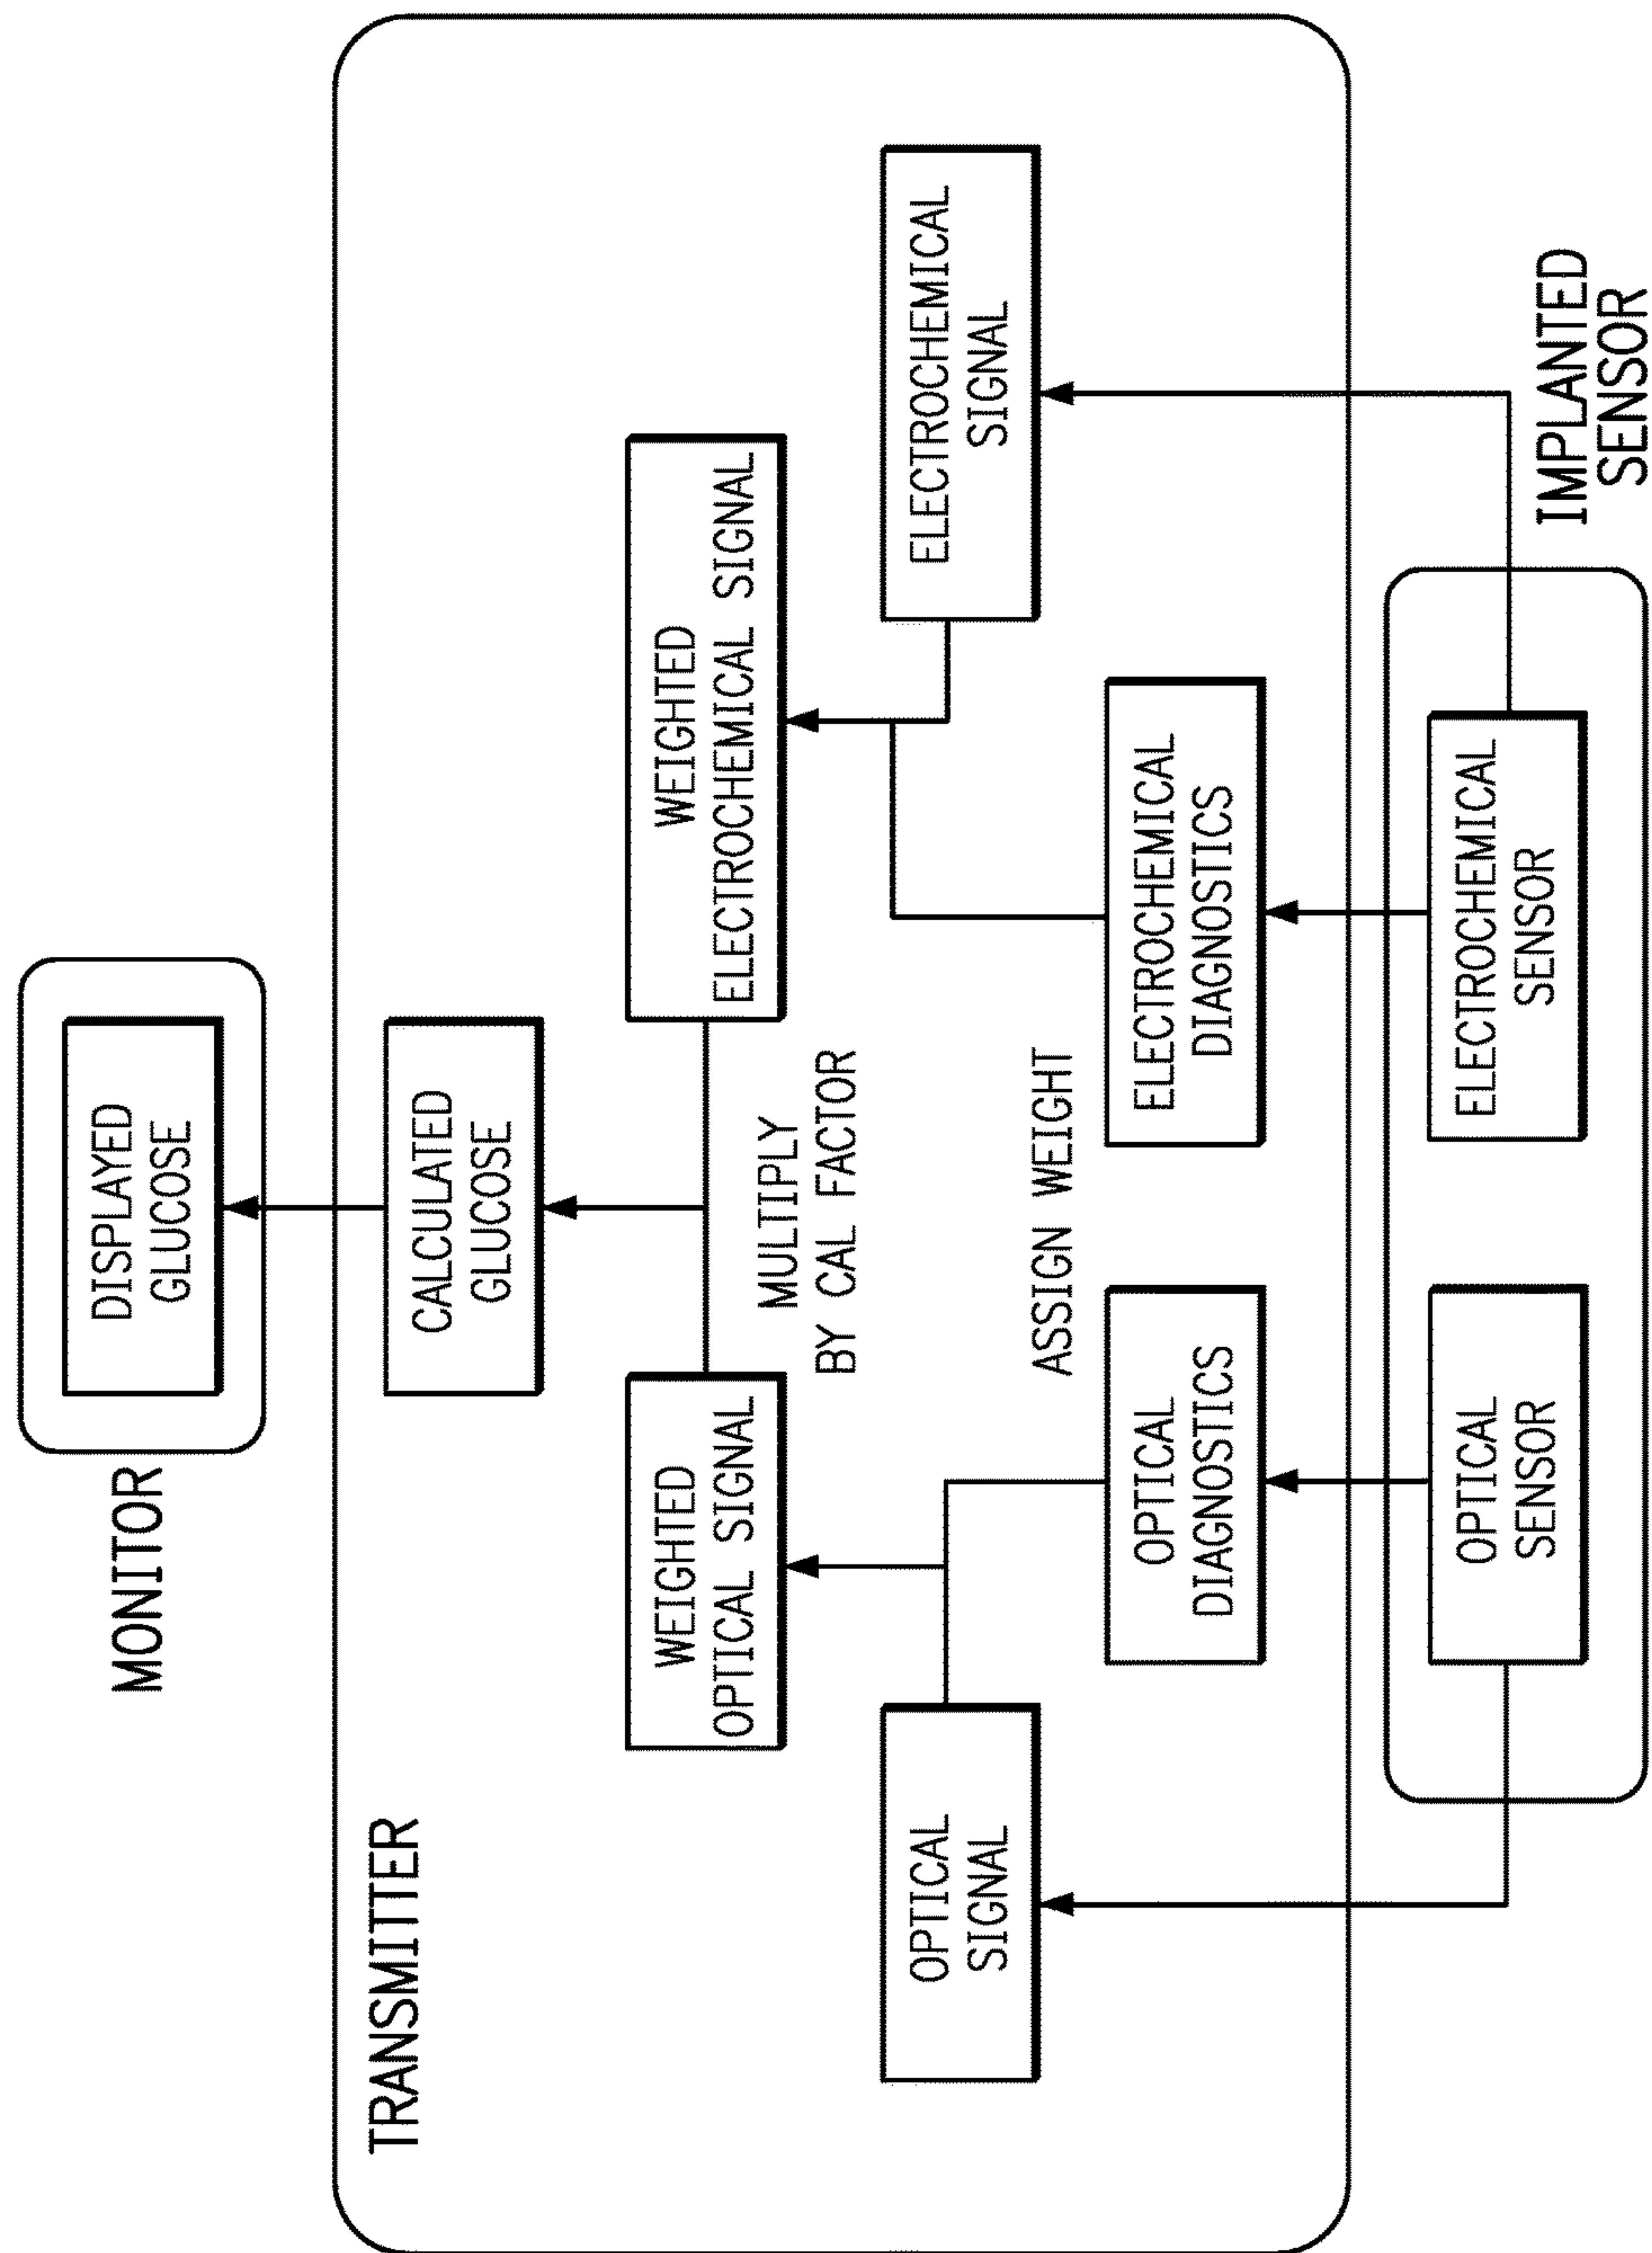 MONITOR
DISPLAYED
GLUCOSE
TRANSMITTER
CALCULATED
GLUCOSE
WEIGHTED
OPTICAL SIGNAL
WEIGHTED
ELECTROCHEMICAL SIGNAL
MULTIPLY
BY CAL FACTOR
OPTICAL
SIGNAL
ELECTROCHEMICAL
SIGNAL
ASSIGN WEIGHT
OPTICAL
DIAGNOSTICS
ELECTROCHEMICAL
DIAGNOSTICS
OPTICAL
SENSOR
ELECTROCHEMICAL
SENSOR
IMPLANTED
SENSOR